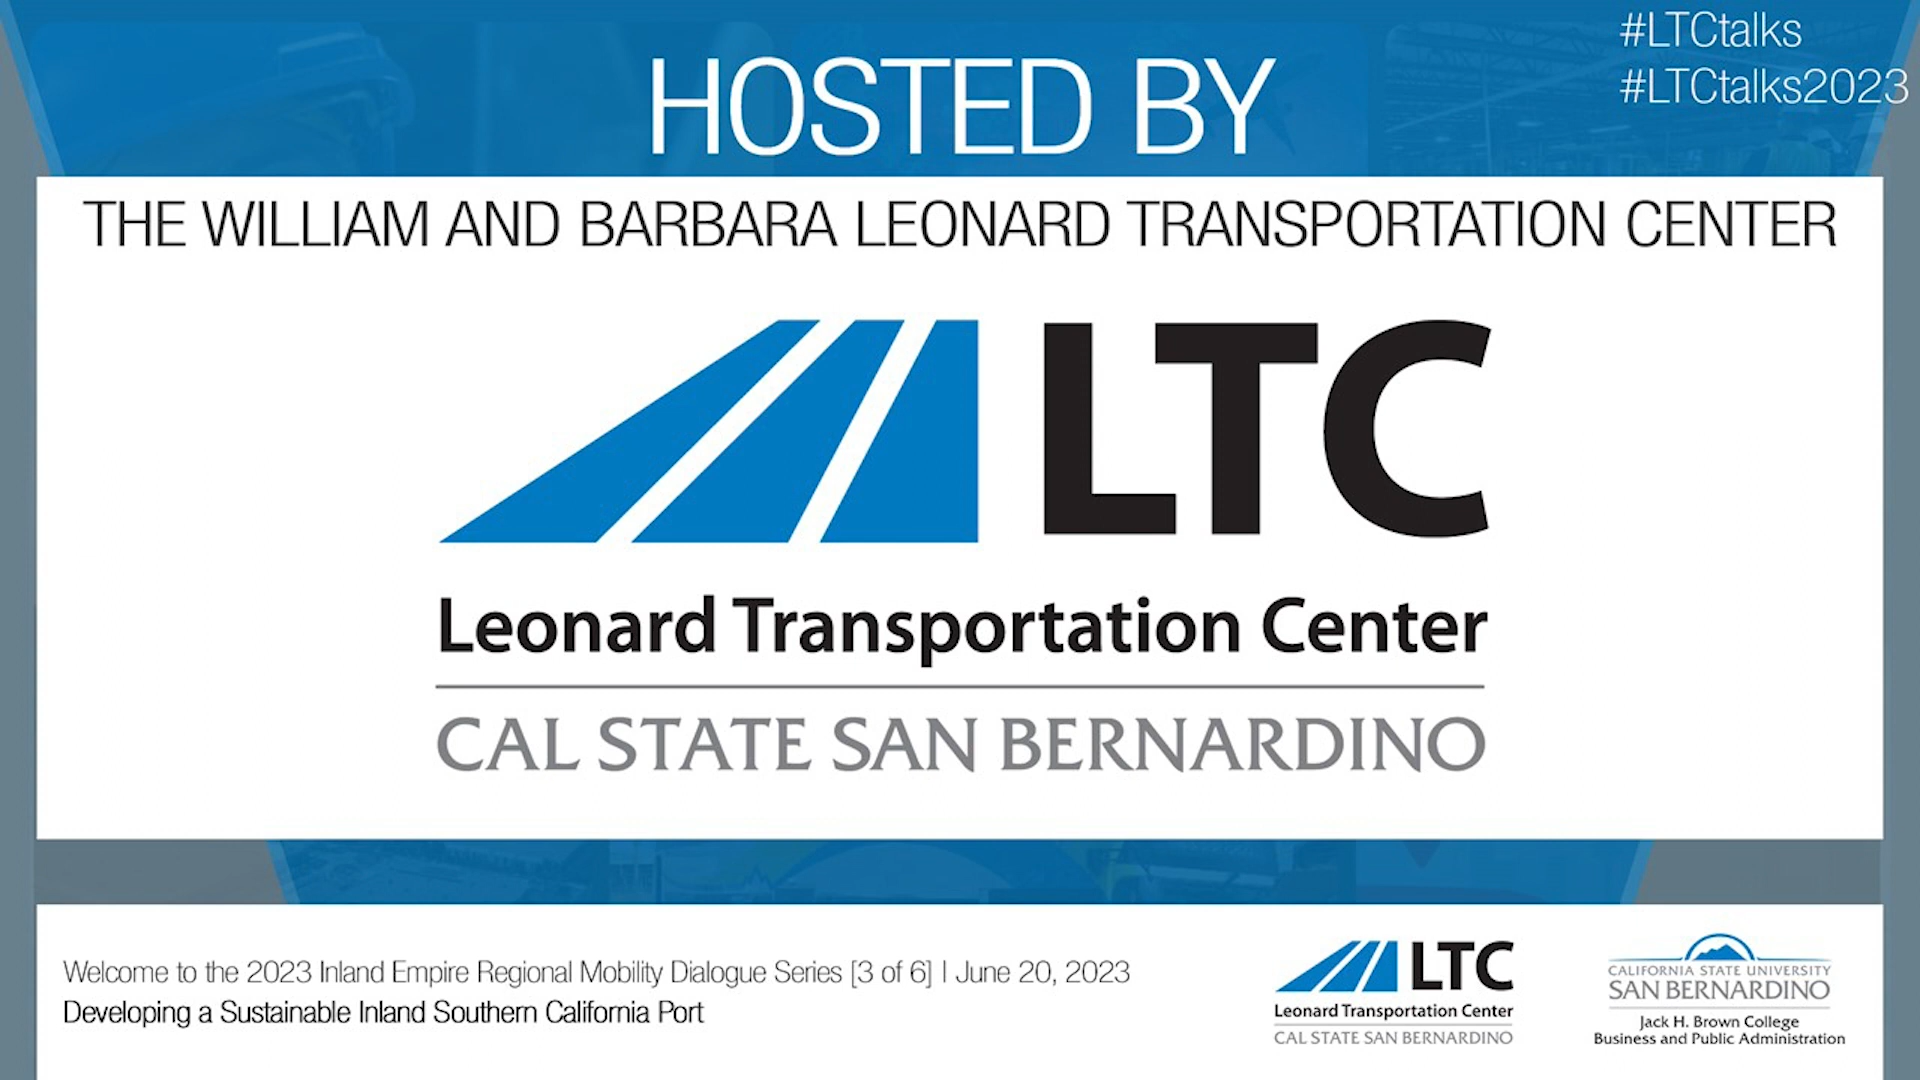 #LTCtalks
#LTCtalks2023
HOSTED BY
THE WILLIAM AND BARBARA LEONARD TRANSPORTATION CENTER
LTC
Leonard Transportation Center
CAL STATE SAN BERNARDINO
Welcome to the 2023 Inland Empire Regional Mobility Dialogue Series [3 of 6] | June 20, 2023
Developing a Sustainable Inland Southern California Port
LTC
Leonard Transportation Center
CAL STATE SAN BERNARDINO
CALIFORNIA STATE UNIVERSITY
SAN BERNARDINO
Jack H. Brown College
Business and Public Administration